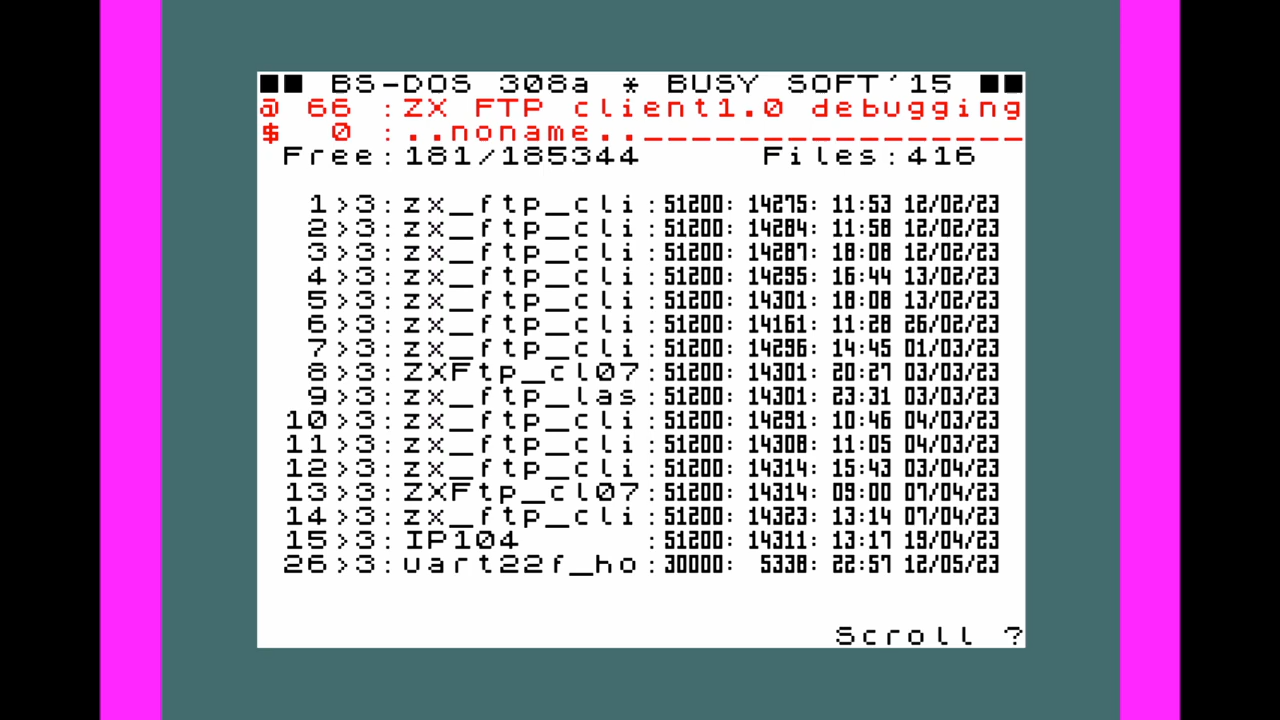 ■■ BS-DOS 308a * BUSY SOFT'15 ■■
@ 66 :ZX FTP client1.0 debugging
$ 0 :..noname..________________
Free:181/185344 Files:416
1>3:zx_ftp_cli:51200: 14275: 11:53 12/02/23
2>3:zx_ftp_cli:51200: 14284: 11:58 12/02/23
3>3:zx_ftp_cli:51200: 14287: 18:08 12/02/23
4>3:zx_ftp_cli:51200: 14295: 16:44 13/02/23
5>3:zx_ftp_cli:51200: 14301: 18:08 13/02/23
6>3:zx_ftp_cli:51200: 14161: 11:28 26/02/23
7>3:zx_ftp_cli:51200: 14296: 14:45 01/03/23
8>3:ZXFtp_cl07:51200: 14301: 20:27 03/03/23
9>3:zx_ftp_las:51200: 14301: 23:31 03/03/23
10>3:zx_ftp_cli:51200: 14291: 10:46 04/03/23
11>3:zx_ftp_cli:51200: 14308: 11:05 04/03/23
12>3:zx_ftp_cli:51200: 14314: 15:43 03/04/23
13>3:ZXFtp_cl07:51200: 14314: 09:00 07/04/23
14>3:zx_ftp_cli:51200: 14323: 13:14 07/04/23
15>3:IP104 :51200: 14311: 13:17 19/04/23
26>3:uart22f_ho:30000: 5338: 22:57 12/05/23
Scroll ?